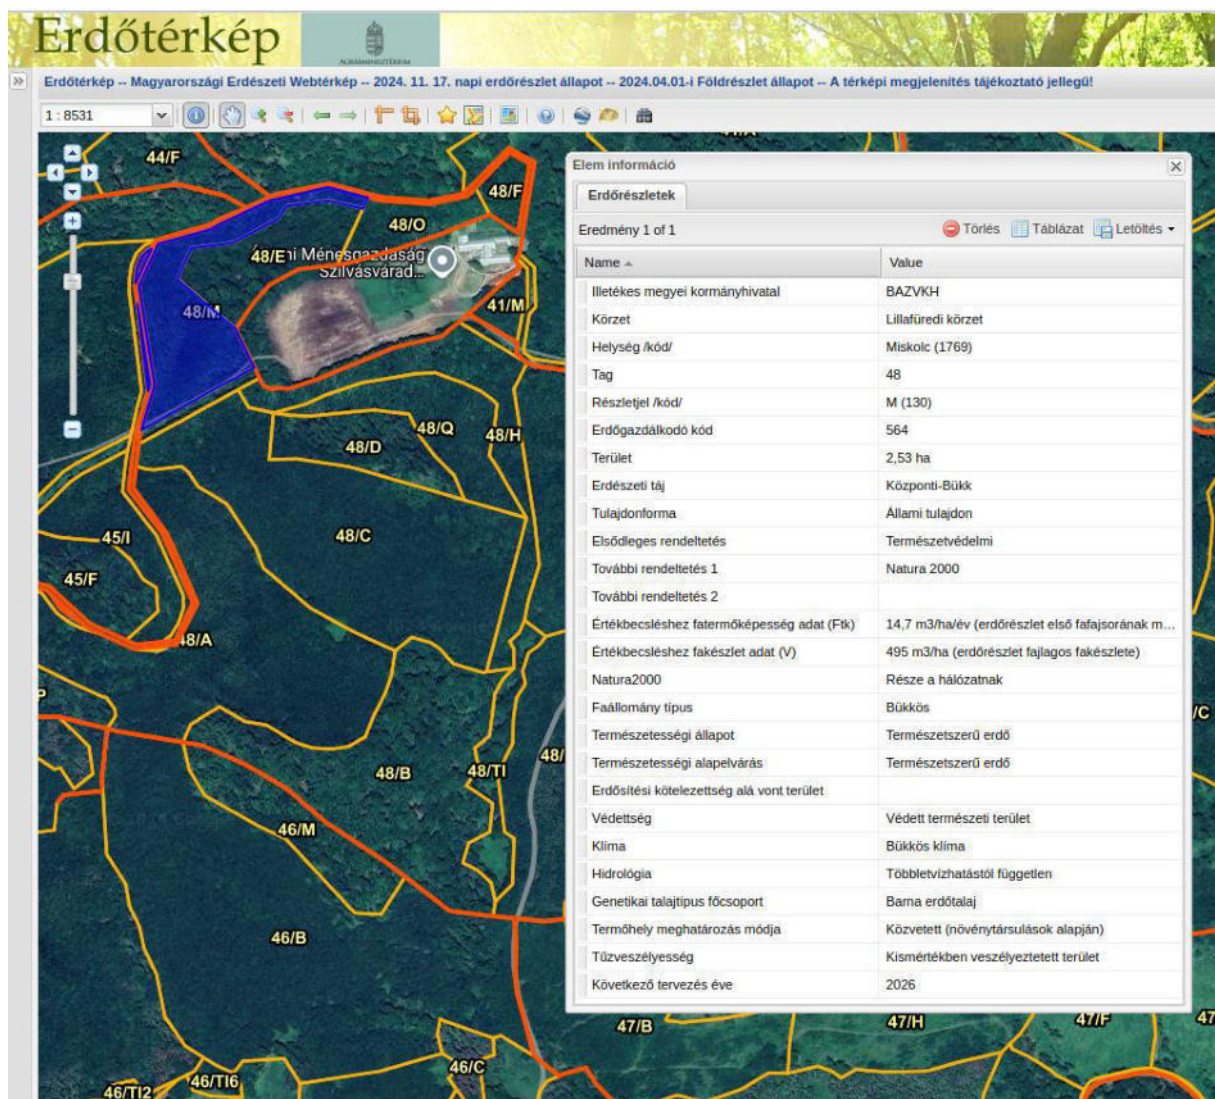 Erdőtérkép
AGRÁRMINISZTÉRIUM
Erdőtérkép -- Magyarországi Erdészeti Webtérkép -- 2024. 11. 17. napi erdőrészlet állapot -- 2024.04.01-i Földrészlet állapot -- A térképi megjelenítés tájékoztató jellegű!
1 : 8531
44/F
48/F
48/O
48/E
i Ménesgazdaság
Szilvásvárad...
48/M
41/M
48/Q
48/H
48/D
48/C
45/I
45/F
48/A
P
48/B
48/TI
48/
46/M
46/B
/C
47/B
47/H
47/F
47
46/C
46/TI6
46/TI2
Elem információ
Erdőrészletek
Eredmény 1 of 1
Törlés Táblázat Letöltés
Name Value
Illetékes megyei kormányhivatal BAZVKH
Körzet Lillafüredi körzet
Helység /kód/ Miskolc (1769)
Tag 48
Részletjel /kód/ M (130)
Erdőgazdálkodó kód 564
Terület 2,53 ha
Erdészeti táj Központi-Bükk
Tulajdonforma Állami tulajdon
Elsődleges rendeltetés Természetvédelmi
További rendeltetés 1 Natura 2000
További rendeltetés 2
Értékbecsléshez fatermőképesség adat (Ftk) 14,7 m3/ha/év (erdőrészlet első fafajsorának m...
Értékbecsléshez fakészlet adat (V) 495 m3/ha (erdőrészlet fajlagos fakészlete)
Natura2000 Része a hálózatnak
Faállomány típus Bükkös
Természetességi állapot Természetszerű erdő
Természetességi alapelvárás Természetszerű erdő
Erdősítési kötelezettség alá vont terület
Védettség Védett természeti terület
Klíma Bükkös klíma
Hidrológia Többletvízhatástól független
Genetikai talajtípus főcsoport Barna erdőtalaj
Termőhely meghatározás módja Közvetett (növénytársulások alapján)
Tűzveszélyesség Kismértékben veszélyeztetett terület
Következő tervezés éve 2026